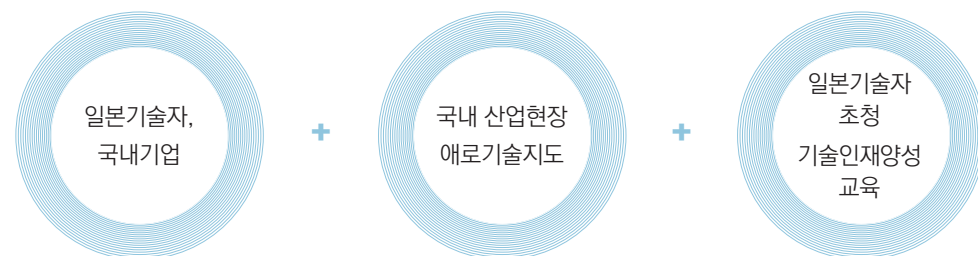 일본기술자,
국내기업
+
국내 산업현장
애로기술지도
+
일본기술자
초청
기술인재양성
교육